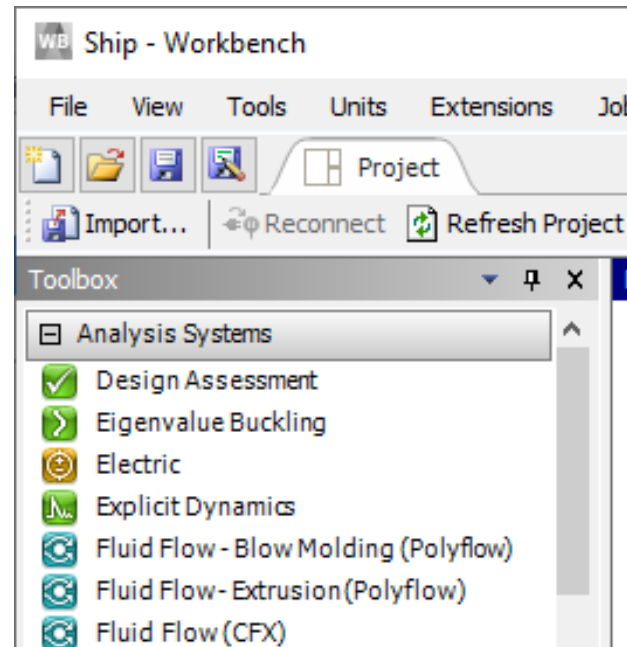 WB Ship - Workbench
File View Tools Units Extensions Job
Project
Import... Reconnect Refresh Project
Toolbox
Analysis Systems
Design Assessment
Eigenvalue Buckling
Electric
Explicit Dynamics
Fluid Flow - Blow Molding (Polyflow)
Fluid Flow - Extrusion (Polyflow)
Fluid Flow (CFX)